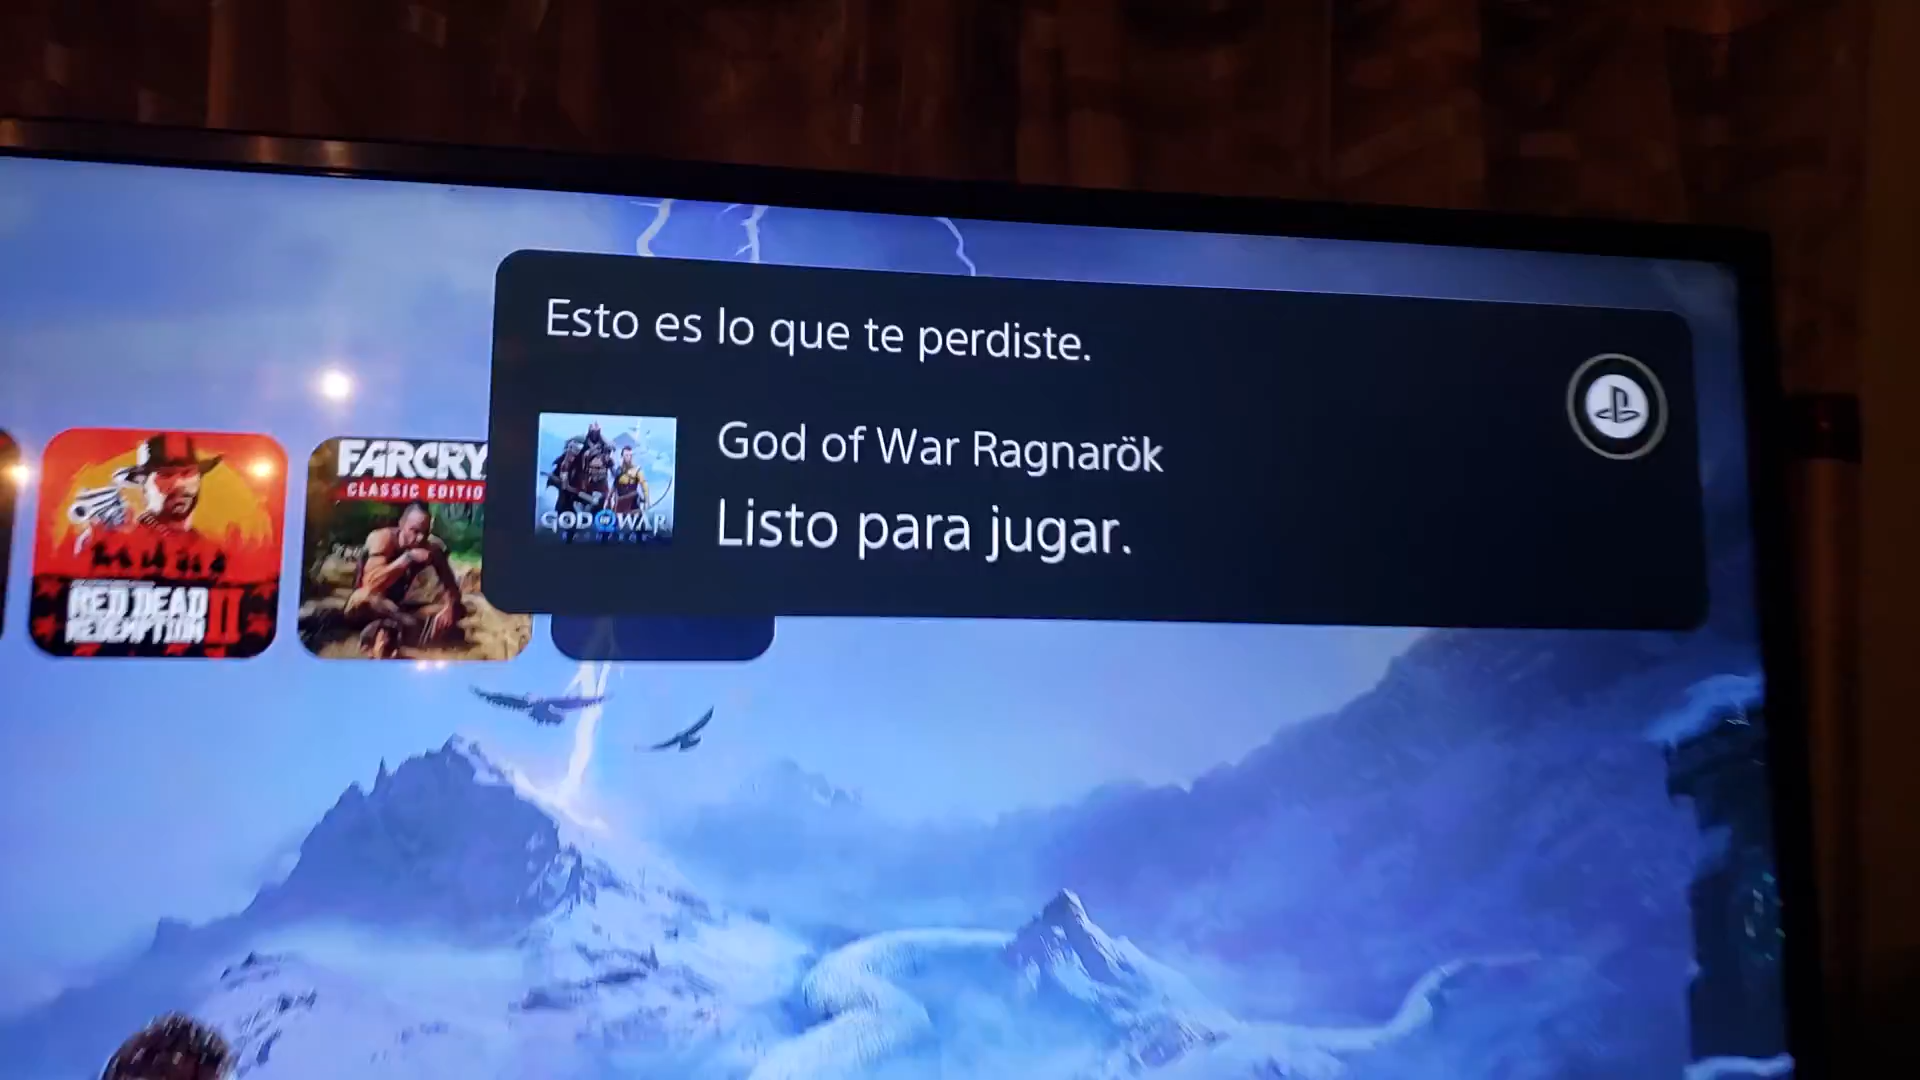 Esto es lo que te perdiste.
God of War Ragnarök
Listo para jugar.
GOD OF WAR
RAGNARÖK
FARCRY
CLASSIC EDITIO
RED DEAD
REDEMPTION II